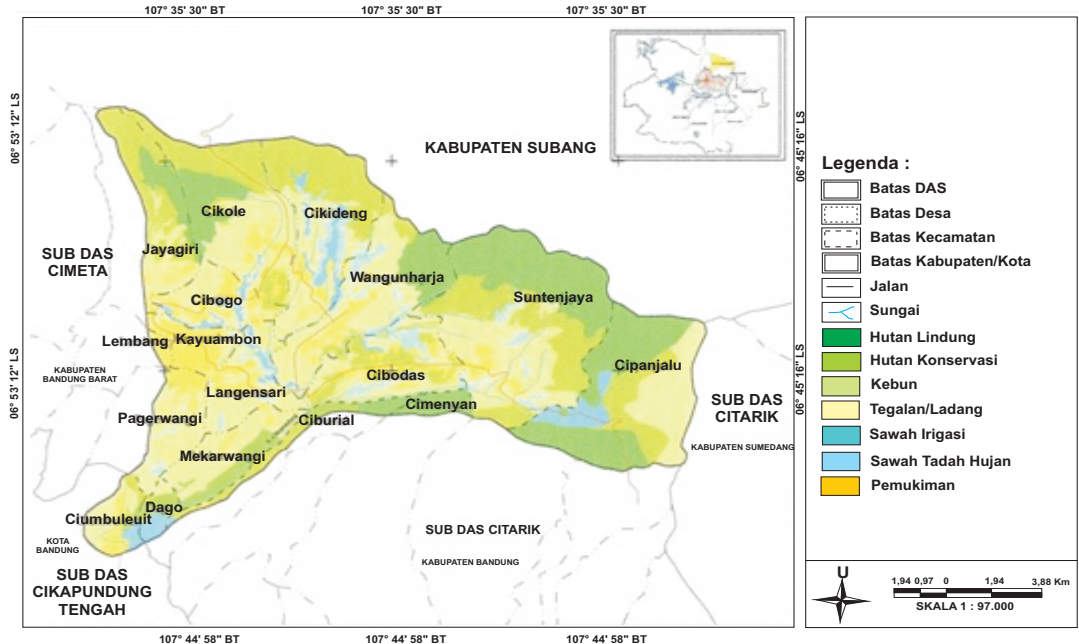 107° 35' 30" BT
107° 35' 30" BT
107° 35' 30" BT
06° 53' 12" LS
06° 45' 16" LS
06° 53' 12" LS
06° 45' 16" LS
KABUPATEN SUBANG
Cikole
Cikideng
Jayagiri
SUB DAS
CIMETA
Wangunharja
Suntenjaya
Cibogo
Lembang
Kayuambon
KABUPATEN
BANDUNG BARAT
Cibodas
Cipanjalu
Langensari
Cimenyan
Pagerwangi
Ciburial
SUB DAS
CITARIK
KABUPATEN SUMEDANG
Mekarwangi
Dago
Ciumbuleuit
KOTA
BANDUNG
SUB DAS CITARIK
KABUPATEN BANDUNG
SUB DAS
CIKAPUNDUNG
TENGAH
107° 44' 58" BT
107° 44' 58" BT
107° 44' 58" BT
Legenda :
Batas DAS
Batas Desa
Batas Kecamatan
Batas Kabupaten/Kota
Jalan
Sungai
Hutan Lindung
Hutan Konservasi
Kebun
Tegalan/Ladang
Sawah Irigasi
Sawah Tadah Hujan
Pemukiman
U
1,94 0,97 0 1,94 3,88 Km
SKALA 1 : 97.000